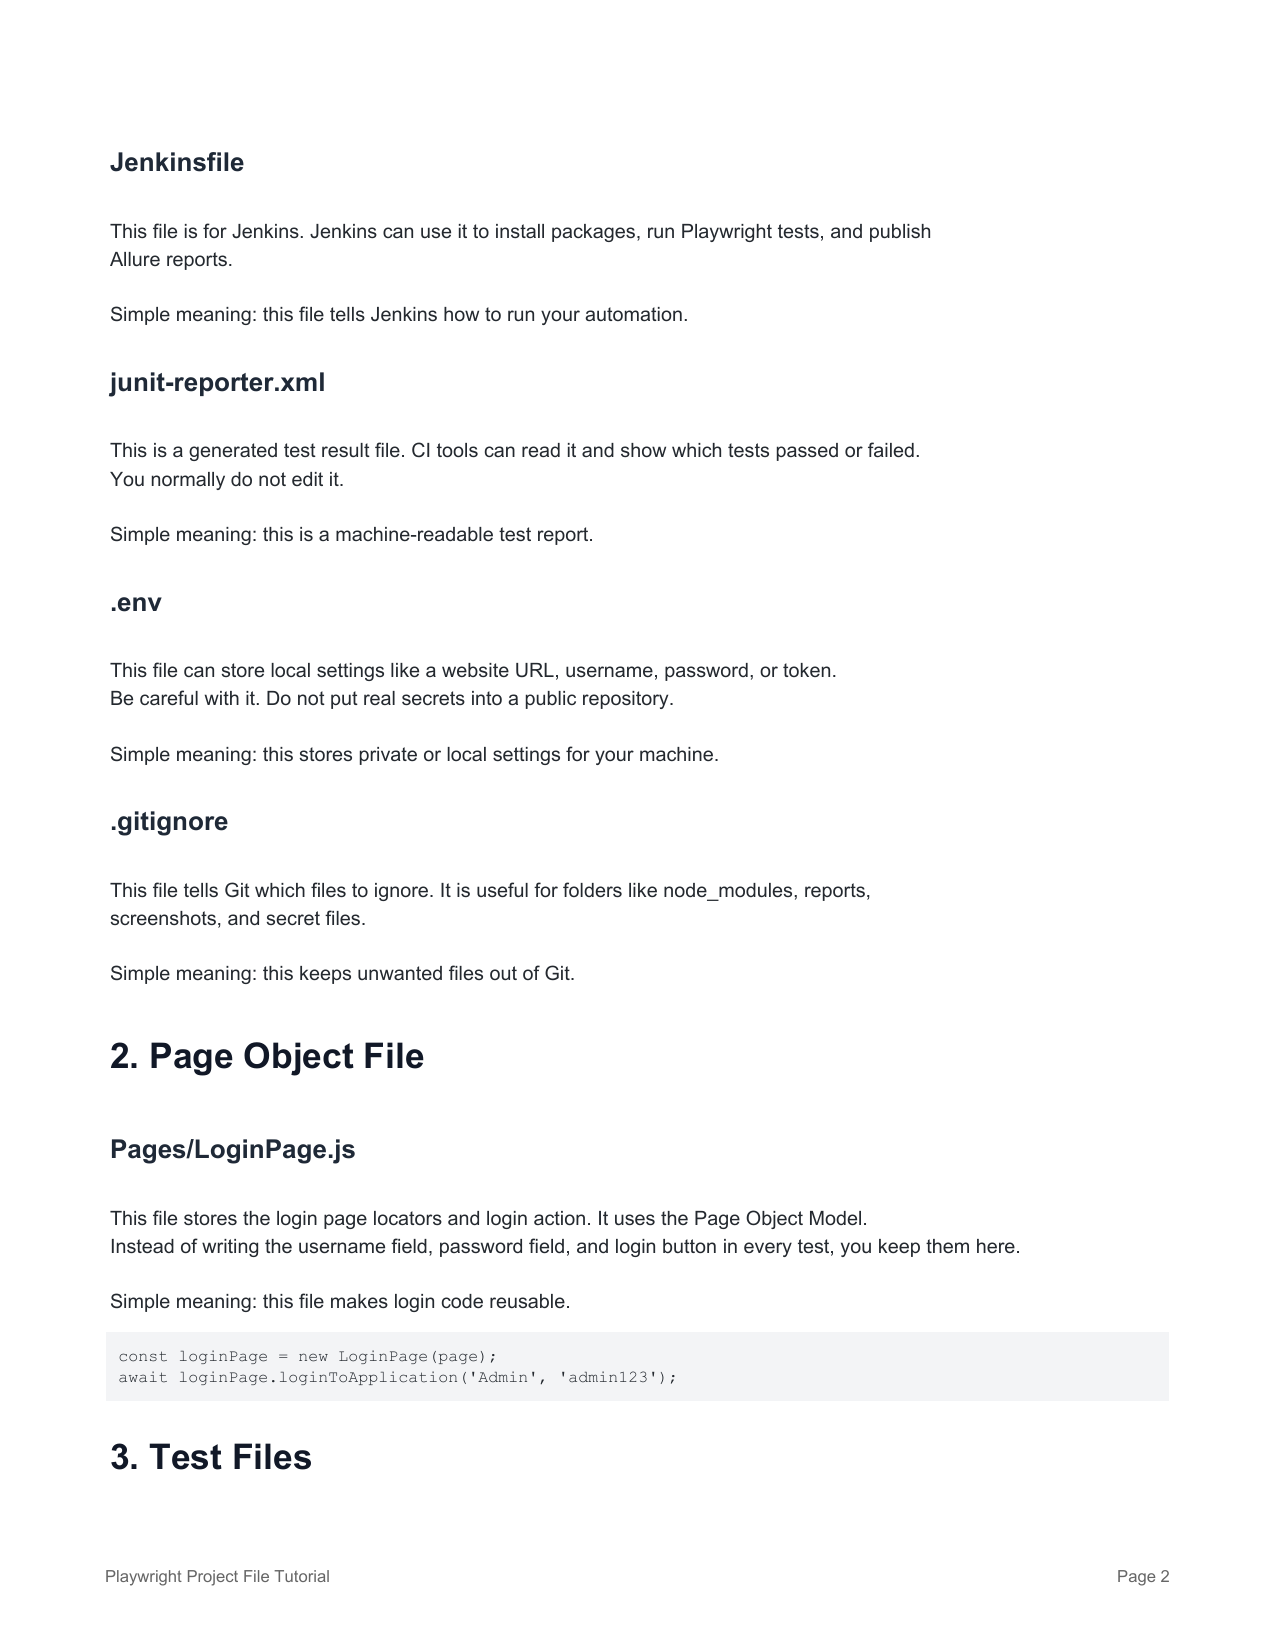 Jenkinsfile
This file is for Jenkins. Jenkins can use it to install packages, run Playwright tests, and publish
Allure reports.
Simple meaning: this file tells Jenkins how to run your automation.
junit-reporter.xml
This is a generated test result file. CI tools can read it and show which tests passed or failed.
You normally do not edit it.
Simple meaning: this is a machine-readable test report.
.env
This file can store local settings like a website URL, username, password, or token.
Be careful with it. Do not put real secrets into a public repository.
Simple meaning: this stores private or local settings for your machine.
.gitignore
This file tells Git which files to ignore. It is useful for folders like node_modules, reports,
screenshots, and secret files.
Simple meaning: this keeps unwanted files out of Git.
2. Page Object File
Pages/LoginPage.js
This file stores the login page locators and login action. It uses the Page Object Model.
Instead of writing the username field, password field, and login button in every test, you keep them here.
Simple meaning: this file makes login code reusable.
const loginPage = new LoginPage(page);
await loginPage.loginToApplication('Admin', 'admin123');
3. Test Files
Playwright Project File Tutorial
Page 2